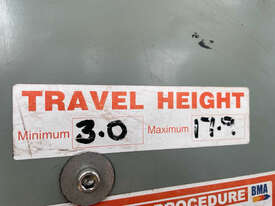 TRAVEL HEIGHT
Minimum 3.0 Maximum 17.9
PROCEDURE BMA